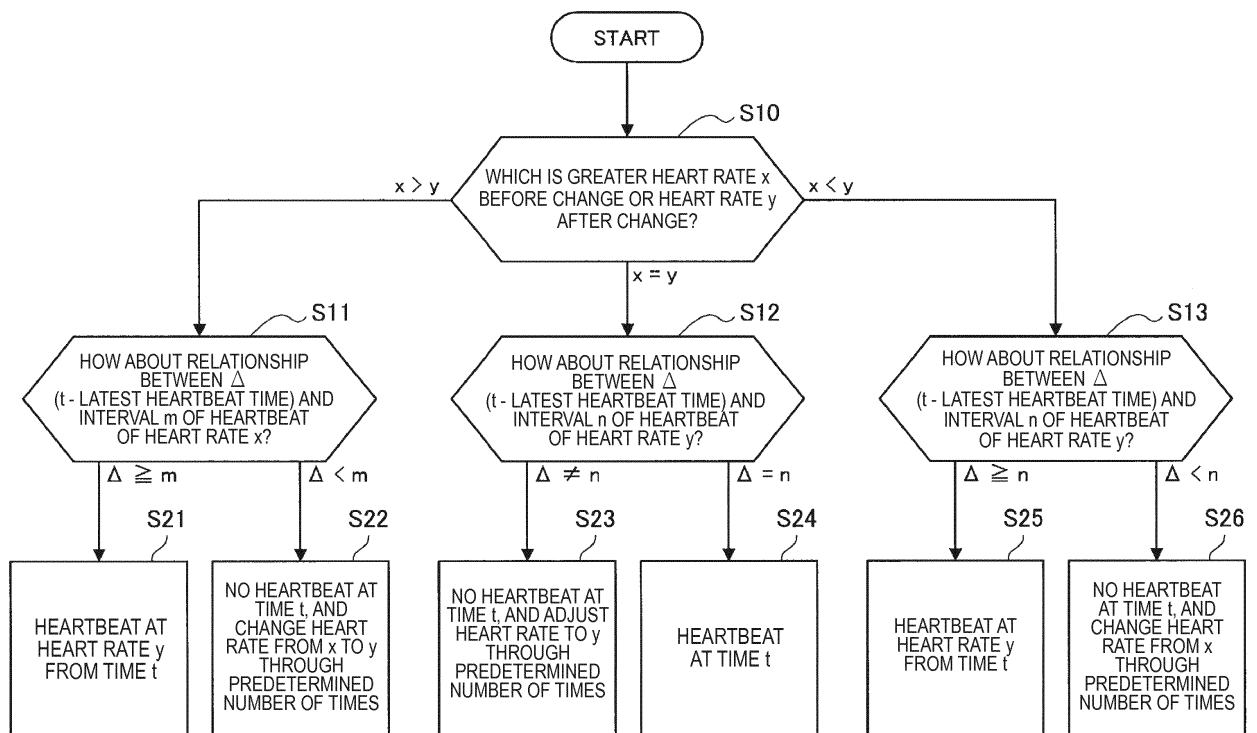 START
S10
WHICH IS GREATER HEART RATE x
BEFORE CHANGE OR HEART RATE y
AFTER CHANGE?
x > y
x < y
x = y
S11
HOW ABOUT RELATIONSHIP
BETWEEN Δ
(t - LATEST HEARTBEAT TIME) AND
INTERVAL m OF HEARTBEAT
OF HEART RATE x?
S12
HOW ABOUT RELATIONSHIP
BETWEEN Δ
(t - LATEST HEARTBEAT TIME) AND
INTERVAL n OF HEARTBEAT
OF HEART RATE y?
S13
HOW ABOUT RELATIONSHIP
BETWEEN Δ
(t - LATEST HEARTBEAT TIME) AND
INTERVAL n OF HEARTBEAT
OF HEART RATE y?
Δ ≧ m
Δ < m
Δ ≠ n
Δ = n
Δ ≧ n
Δ < n
S21
HEARTBEAT AT
HEART RATE y
FROM TIME t
S22
NO HEARTBEAT AT
TIME t, AND
CHANGE HEART
RATE FROM x TO y
THROUGH
PREDETERMINED
NUMBER OF TIMES
S23
NO HEARTBEAT AT
TIME t, AND ADJUST
HEART RATE TO y
THROUGH
PREDETERMINED
NUMBER OF TIMES
S24
HEARTBEAT
AT TIME t
S25
HEARTBEAT AT
HEART RATE y
FROM TIME t
S26
NO HEARTBEAT
AT TIME t, AND
CHANGE HEART
RATE FROM x
THROUGH
PREDETERMINED
NUMBER OF TIMES